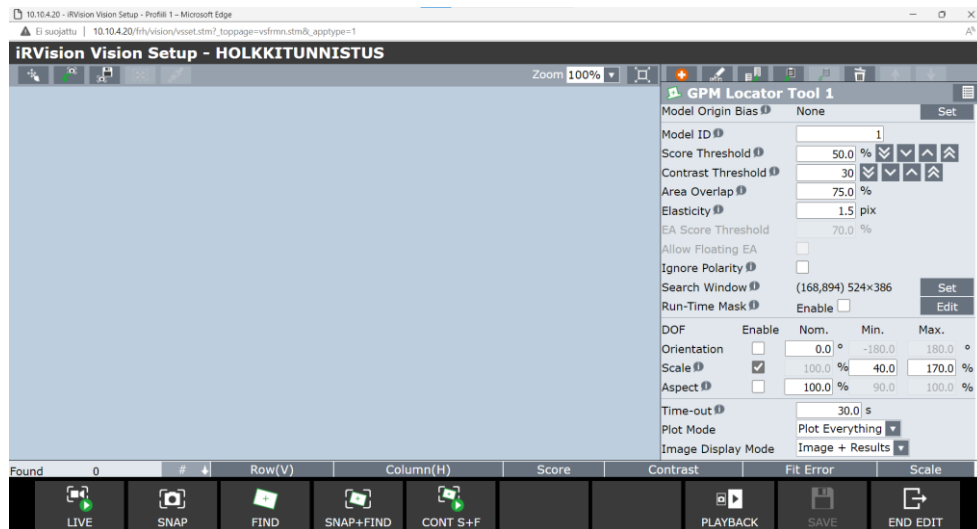 10.10.4.20 - iRVision Vision Setup - Profiili 1 – Microsoft Edge
Ei suojattu | 10.10.4.20/frh/vision/vsset.stm?_toppage=vsfrmn.stm&_apptype=1
iRVision Vision Setup - HOLKKITUNNISTUS
Zoom 100%
GPM Locator Tool 1
Model Origin Bias None Set
Model ID 1
Score Threshold 50.0 %
Contrast Threshold 30
Area Overlap 75.0 %
Elasticity 1.5 pix
EA Score Threshold 70.0 %
Allow Floating EA
Ignore Polarity
Search Window (168,894) 524×386 Set
Run-Time Mask Enable Edit
DOF Enable Nom. Min. Max.
Orientation 0.0 ° -180.0 180.0 °
Scale 100.0 % 40.0 170.0 %
Aspect 100.0 % 90.0 100.0 %
Time-out 30.0 s
Plot Mode Plot Everything
Image Display Mode Image + Results
Found 0 # Row(V) Column(H) Score Contrast Fit Error Scale
LIVE SNAP FIND SNAP+FIND CONT S+F PLAYBACK SAVE END EDIT